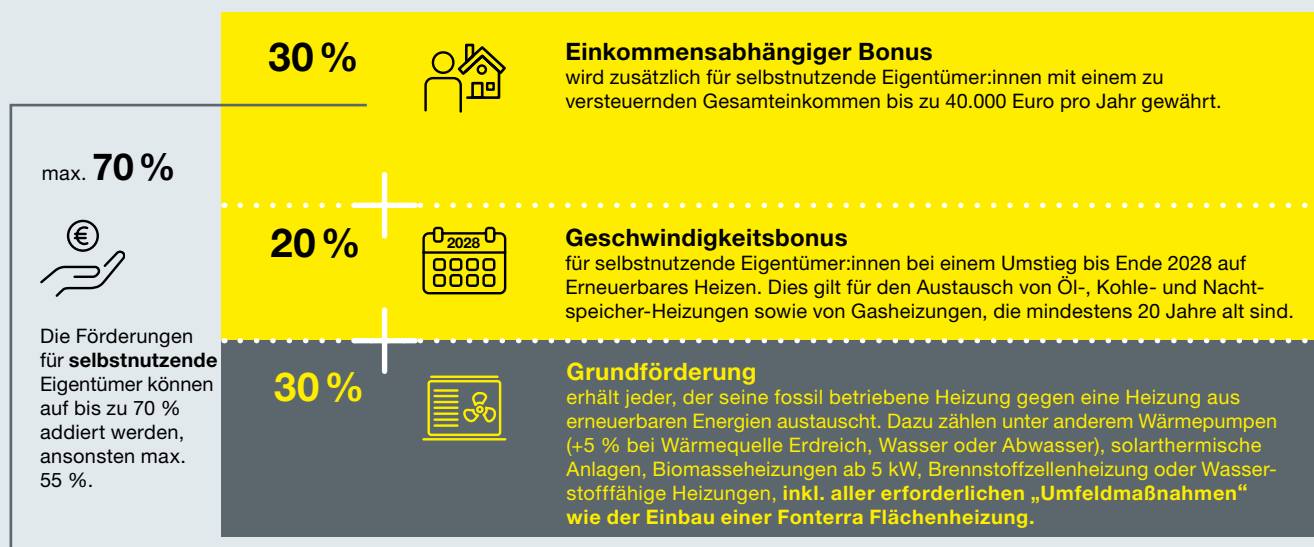 30 %
Einkommensabhängiger Bonus
wird zusätzlich für selbstnutzende Eigentümer:innen mit einem zu
versteuernden Gesamteinkommen bis zu 40.000 Euro pro Jahr gewährt.
max. 70 %
€
Die Förderungen
für selbstnutzende
Eigentümer können
auf bis zu 70 %
addiert werden,
ansonsten max.
55 %.
20 %
2028
Geschwindigkeitsbonus
für selbstnutzende Eigentümer:innen bei einem Umstieg bis Ende 2028 auf
Erneuerbares Heizen. Dies gilt für den Austausch von Öl-, Kohle- und Nacht-
speicher-Heizungen sowie von Gasheizungen, die mindestens 20 Jahre alt sind.
30 %
Grundförderung
erhält jeder, der seine fossil betriebene Heizung gegen eine Heizung aus
erneuerbaren Energien austauscht. Dazu zählen unter anderem Wärmepumpen
(+5 % bei Wärmequelle Erdreich, Wasser oder Abwasser), solarthermische
Anlagen, Biomasseheizungen ab 5 kW, Brennstoffzellenheizung oder Wasser-
stofffähige Heizungen, inkl. aller erforderlichen „Umfeldmaßnahmen“
wie der Einbau einer Fonterra Flächenheizung.